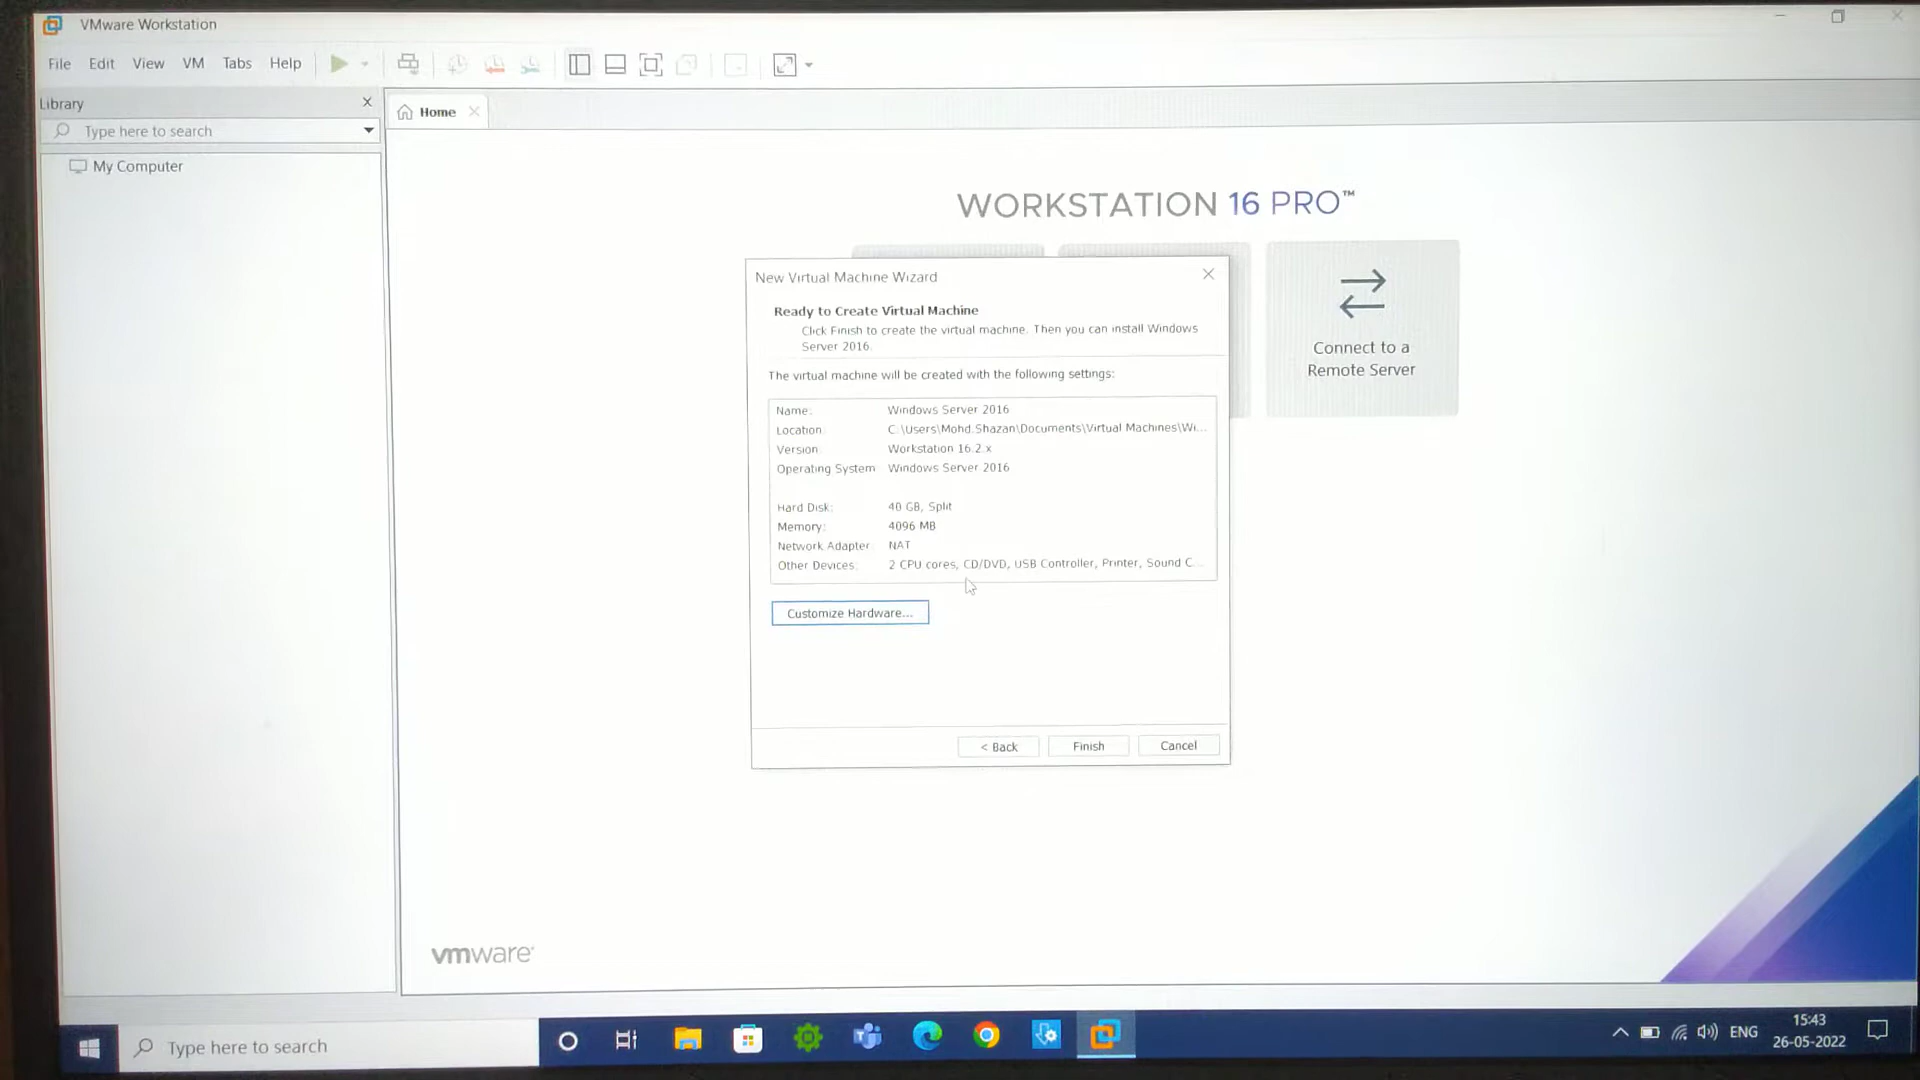 VMware Workstation
File Edit View VM Tabs Help
Library
Type here to search
My Computer
Home
WORKSTATION 16 PRO™
Connect to a
Remote Server
New Virtual Machine Wizard
Ready to Create Virtual Machine
Click Finish to create the virtual machine. Then you can install Windows
Server 2016.
The virtual machine will be created with the following settings:
Name: Windows Server 2016
Location: C:\Users\Mohd.Shazan\Documents\Virtual Machines\Wi...
Version: Workstation 16.2.x
Operating System: Windows Server 2016
Hard Disk: 40 GB, Split
Memory: 4096 MB
Network Adapter: NAT
Other Devices: 2 CPU cores, CD/DVD, USB Controller, Printer, Sound C...
Customize Hardware...
< Back Finish Cancel
vmware
Type here to search
ENG
15:43
26-05-2022